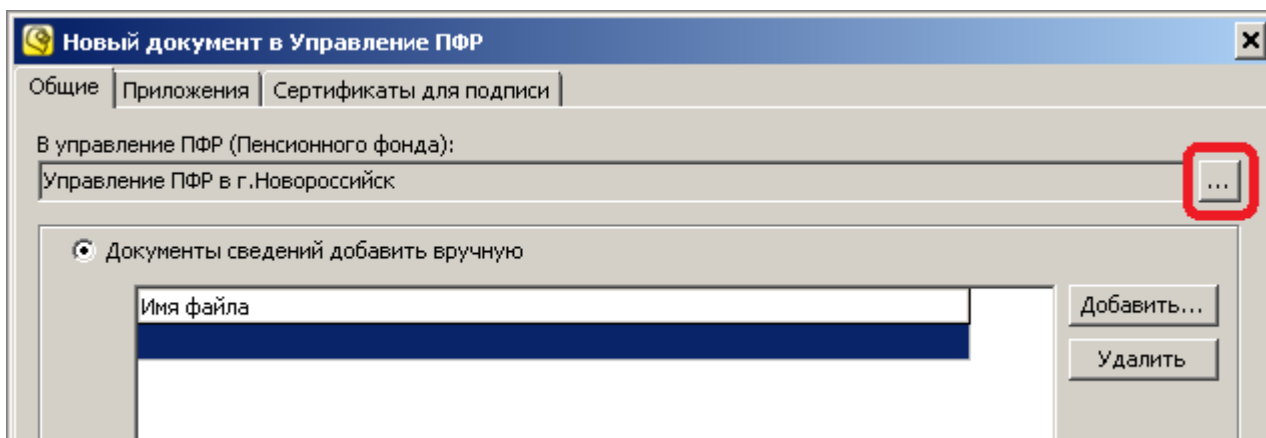 Новый документ в Управление ПФР
Общие Приложения Сертификаты для подписи
В управление ПФР (Пенсионного фонда):
Управление ПФР в г.Новороссийск ...
Документы сведений добавить вручную
Имя файла Добавить...
Удалить